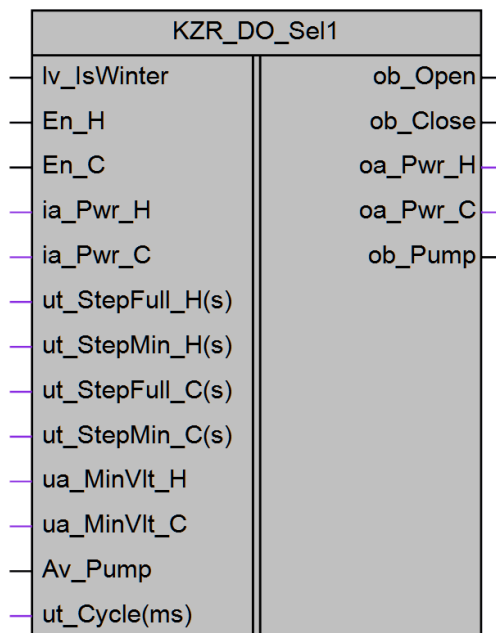 KZR_DO_Sel1
Iv_IsWinter
ob_Open
En_H
ob_Close
En_C
oa_Pwr_H
ia_Pwr_H
oa_Pwr_C
ia_Pwr_C
ob_Pump
ut_StepFull_H(s)
ut_StepMin_H(s)
ut_StepFull_C(s)
ut_StepMin_C(s)
ua_MinVlt_H
ua_MinVlt_C
Av_Pump
ut_Cycle(ms)